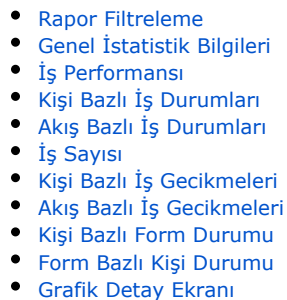 Rapor Filtreleme
Genel İstatistik Bilgileri
İş Performansı
Kişi Bazlı İş Durumları
Akış Bazlı İş Durumları
İş Sayısı
Kişi Bazlı İş Gecikmeleri
Akış Bazlı İş Gecikmeleri
Kişi Bazlı Form Durumu
Form Bazlı Kişi Durumu
Grafik Detay Ekranı